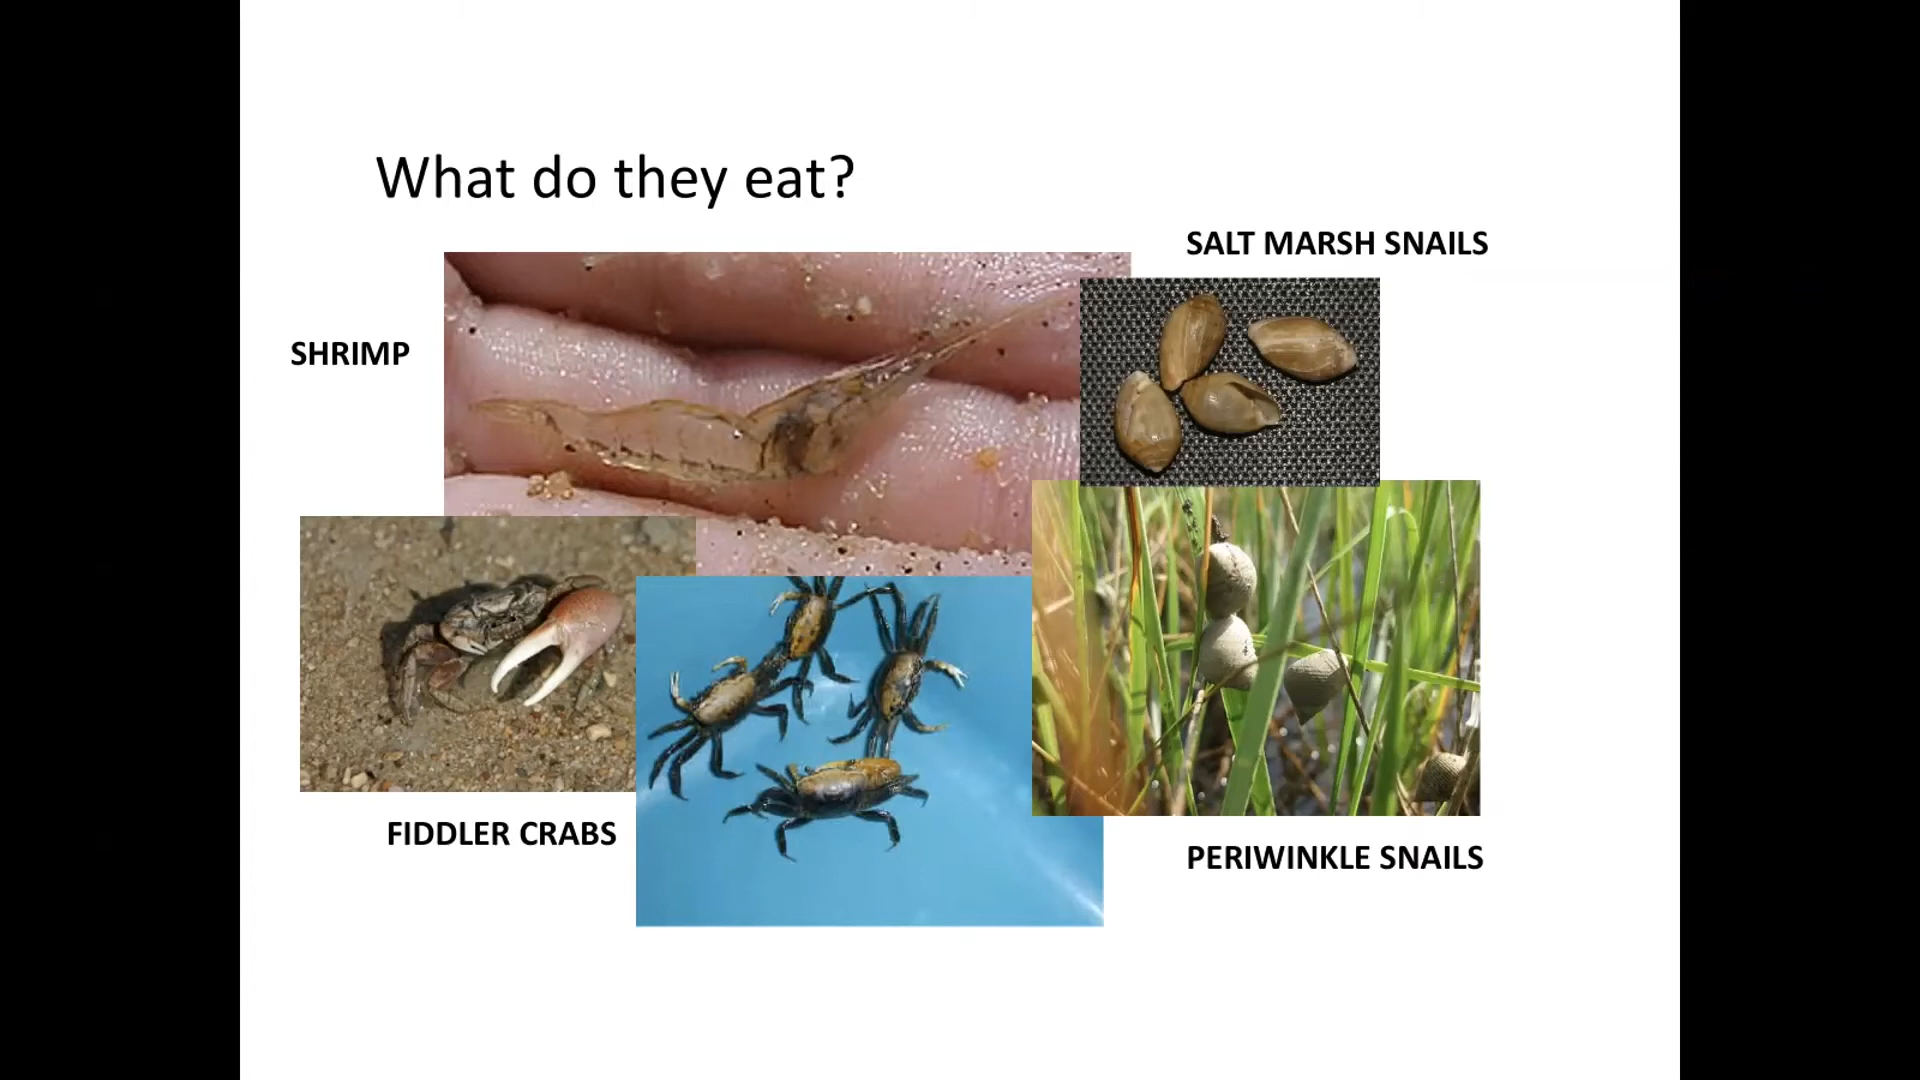 What do they eat?
SALT MARSH SNAILS
SHRIMP
FIDDLER CRABS
PERIWINKLE SNAILS